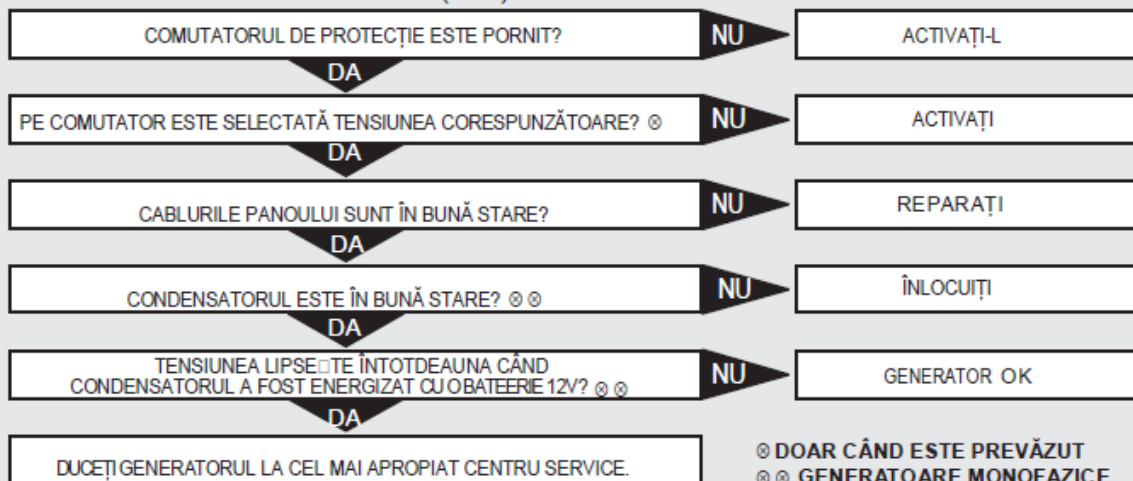 COMUTATORUL DE PROTECȚIE ESTE PORNIT?
NU
ACTIVAȚI-L
DA
PE COMUTATOR ESTE SELECTATĂ TENSIUNEA CORESPUNZĂTOARE? ⊗
NU
ACTIVAȚI
DA
CABLURILE PANOULUI SUNT ÎN BUNĂ STARE?
NU
REPARAȚI
DA
CONDENSATORUL ESTE ÎN BUNĂ STARE? ⊗ ⊗
NU
ÎNLOCUIȚI
DA
TENSIUNEA LIPSE□TE ÎNTOTDEAUNA CÂND
CONDENSATORUL A FOST ENERGIZAT CU O BATEERIE 12V? ⊗ ⊗
NU
GENERATOR OK
DA
DUCEȚI GENERATORUL LA CEL MAI APROPIAT CENTRU SERVICE.
⊗ DOAR CÂND ESTE PREVĂZUT
⊗ ⊗ GENERATOARE MONOFAZICE